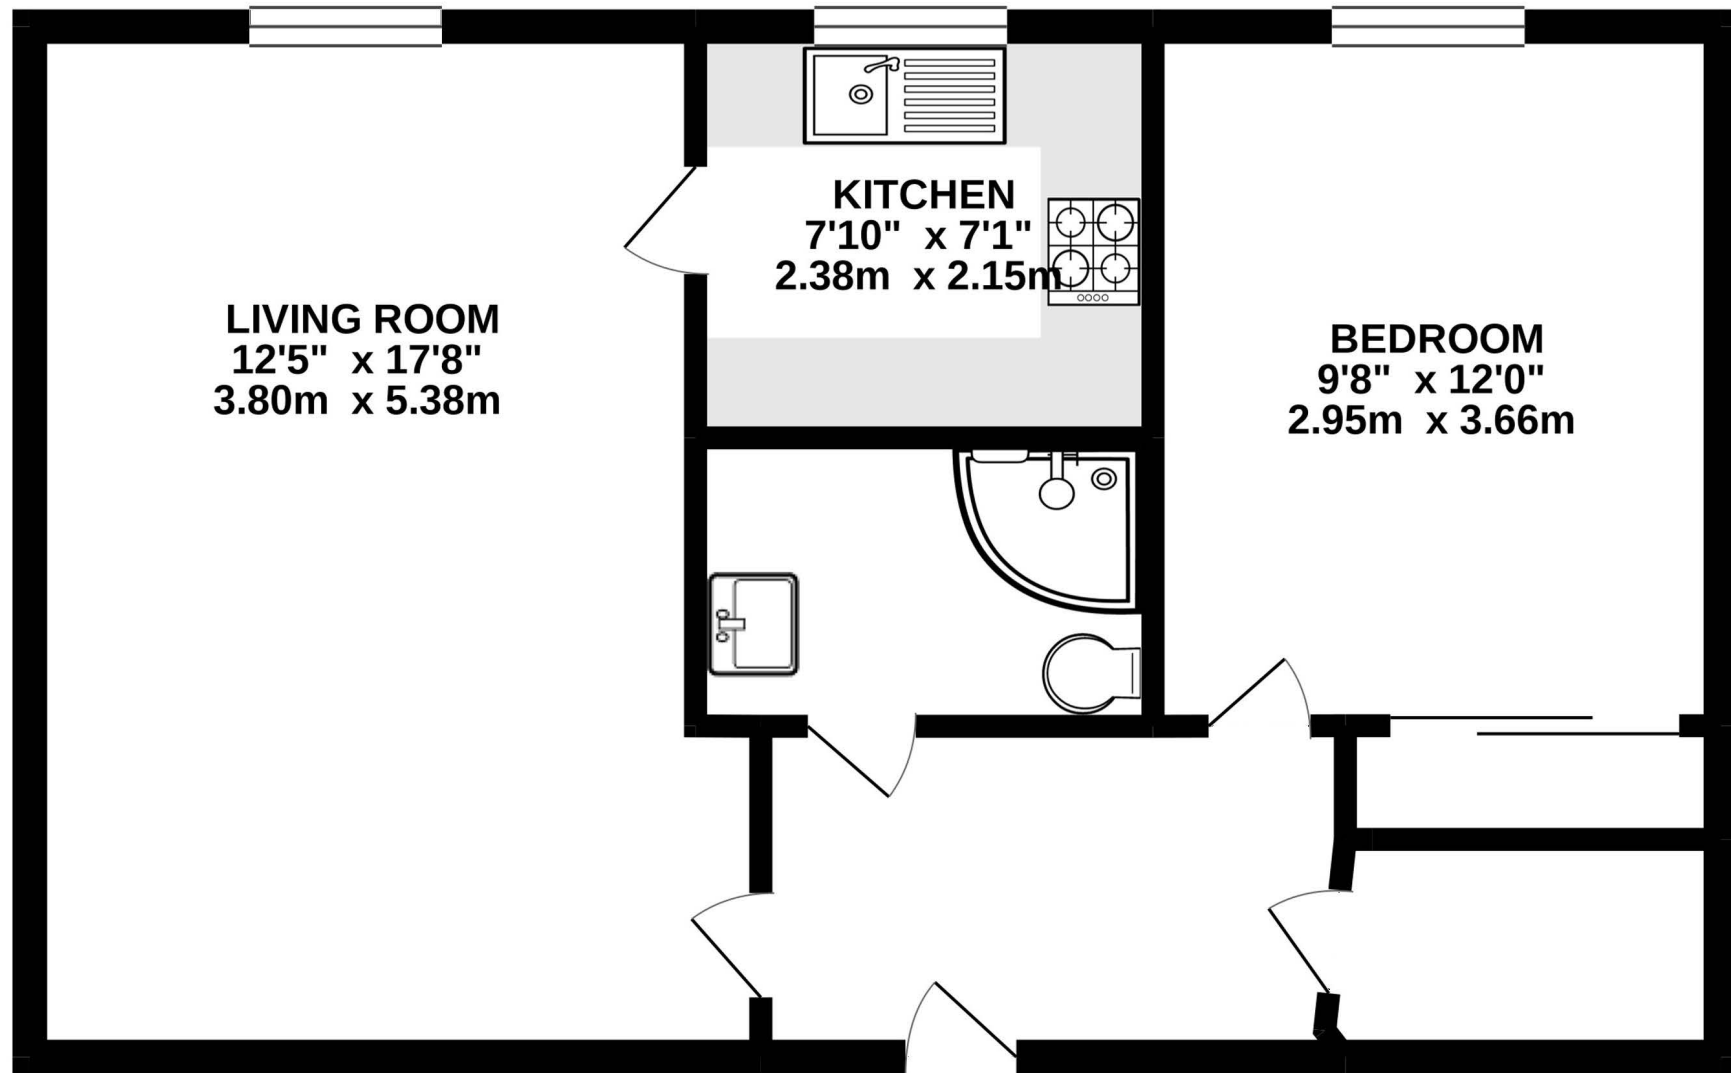 LIVING ROOM
12'5" x 17'8"
3.80m x 5.38m
KITCHEN
7'10" x 7'1"
2.38m x 2.15m
BEDROOM
9'8" x 12'0"
2.95m x 3.66m